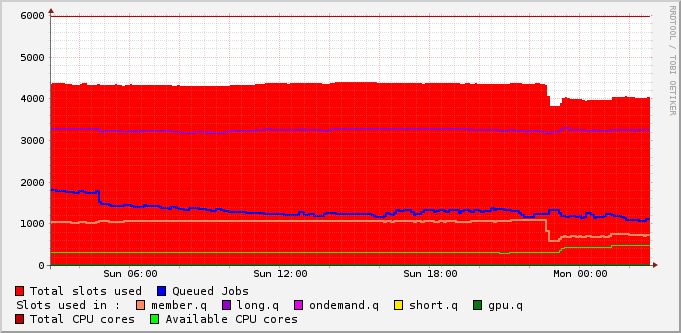 RRDTOOL / TOBI OETIKER
6000
5000
4000
3000
2000
1000
0
Sun 06:00 Sun 12:00 Sun 18:00 Mon 00:00
Total slots used Queued Jobs
Slots used in : member.q long.q ondemand.q short.q gpu.q
Total CPU cores Available CPU cores